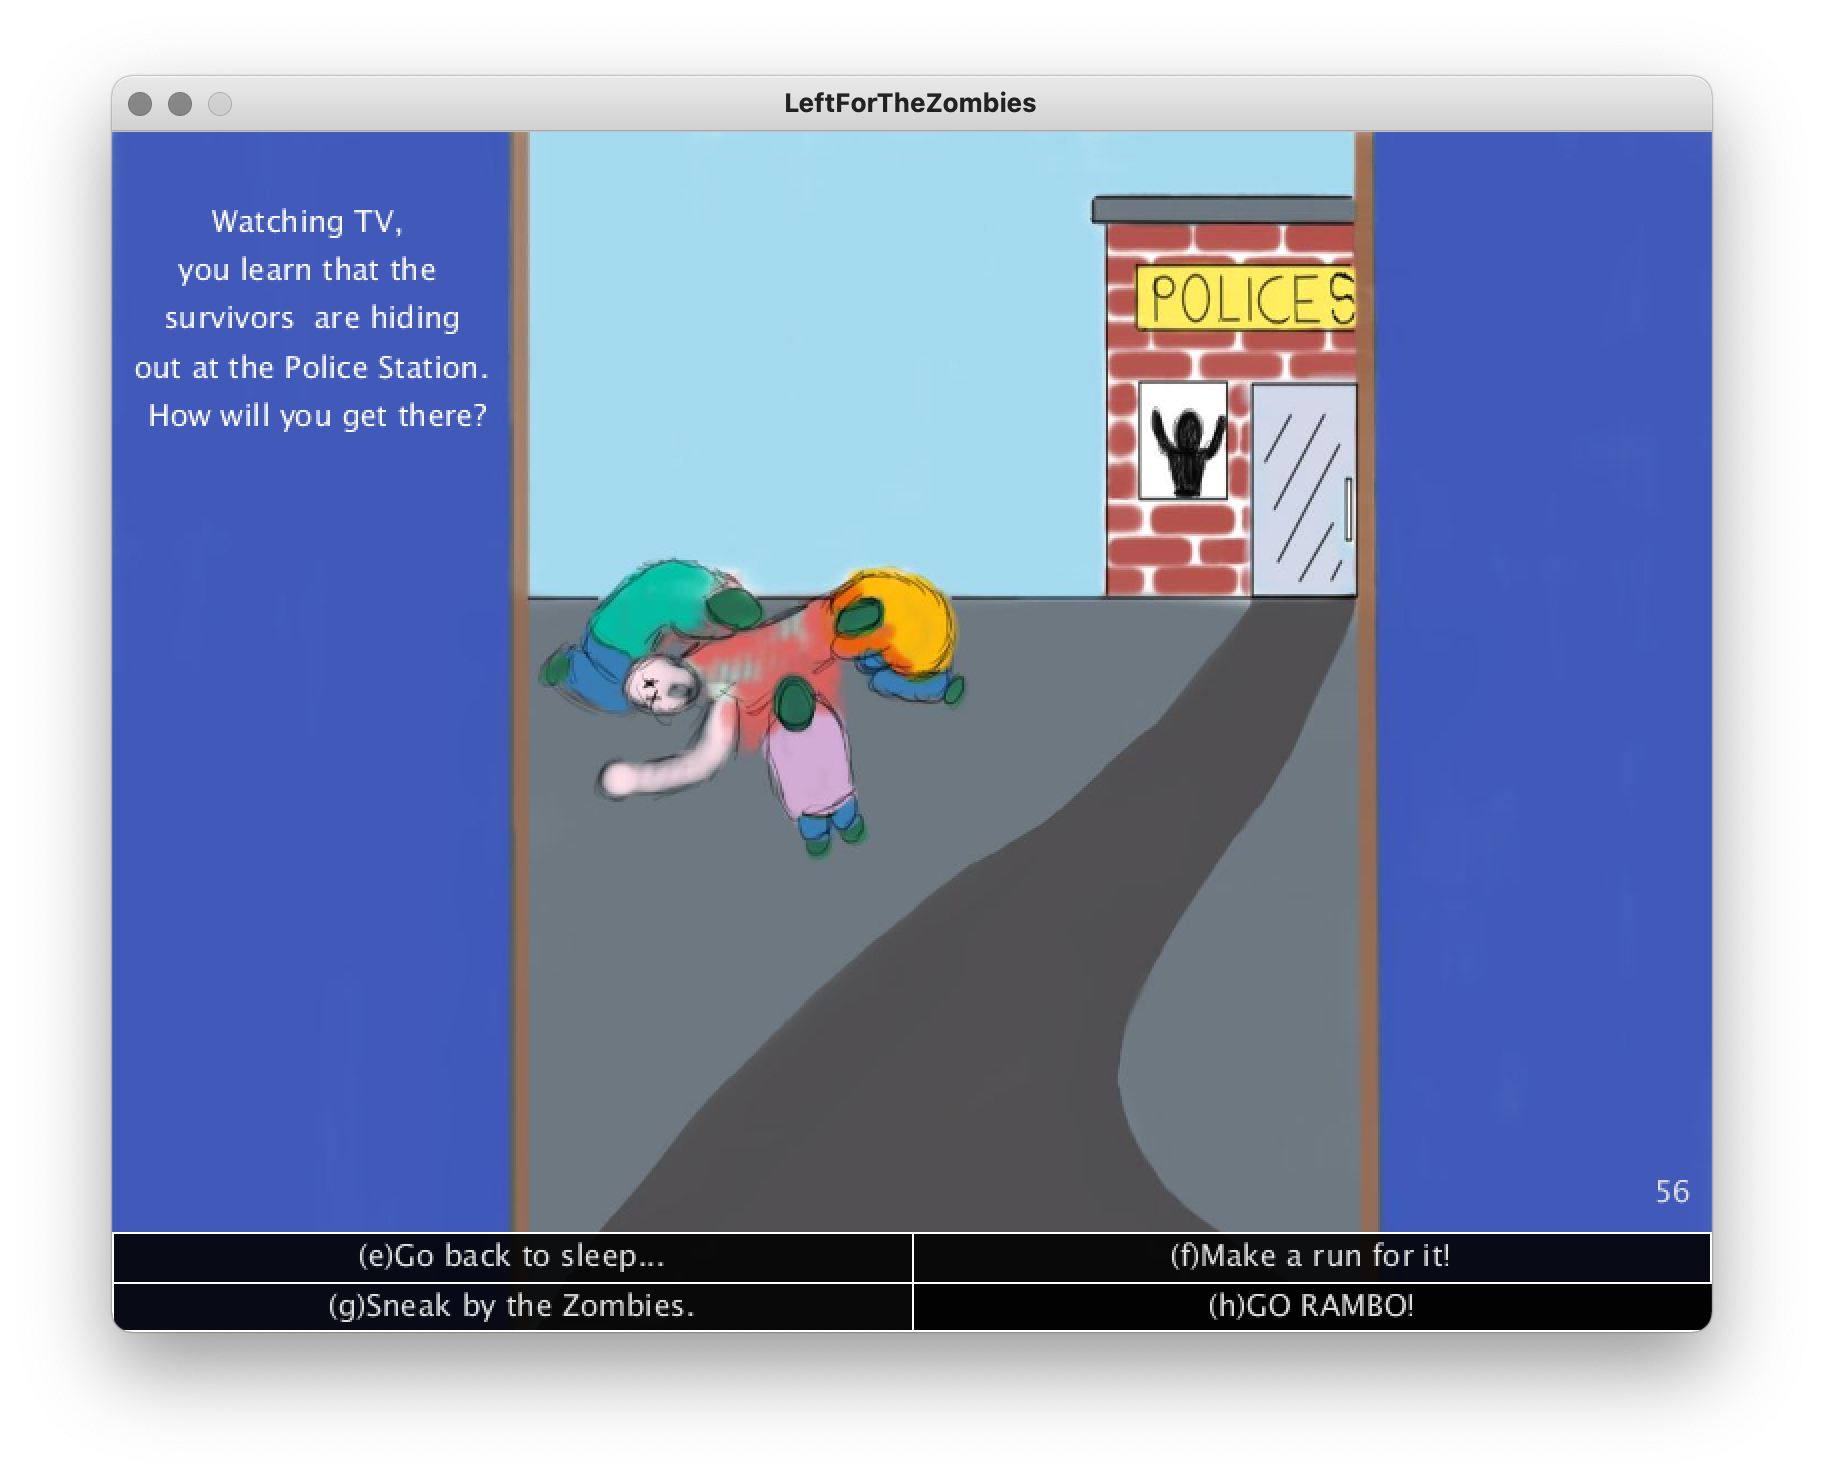 LeftForTheZombies
Watching TV,
you learn that the
survivors are hiding
out at the Police Station.
How will you get there?
POLICES
56
(e)Go back to sleep...
(f)Make a run for it!
(g)Sneak by the Zombies.
(h)GO RAMBO!